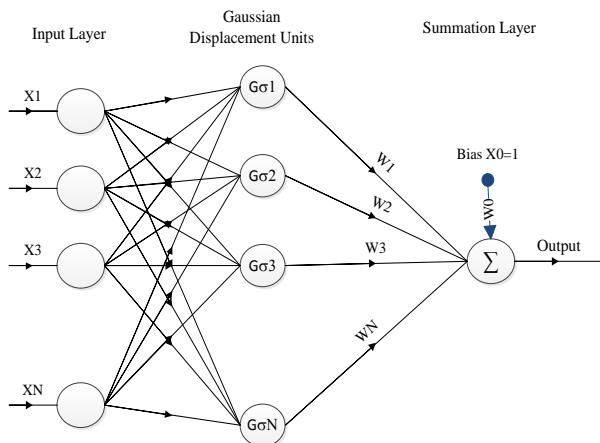 Input Layer
Gaussian
Displacement Units
Summation Layer
X1
X2
X3
XN
Gσ1
Gσ2
Gσ3
GσN
W1
W2
W3
WN
Bias X0=1
W0
Σ
Output